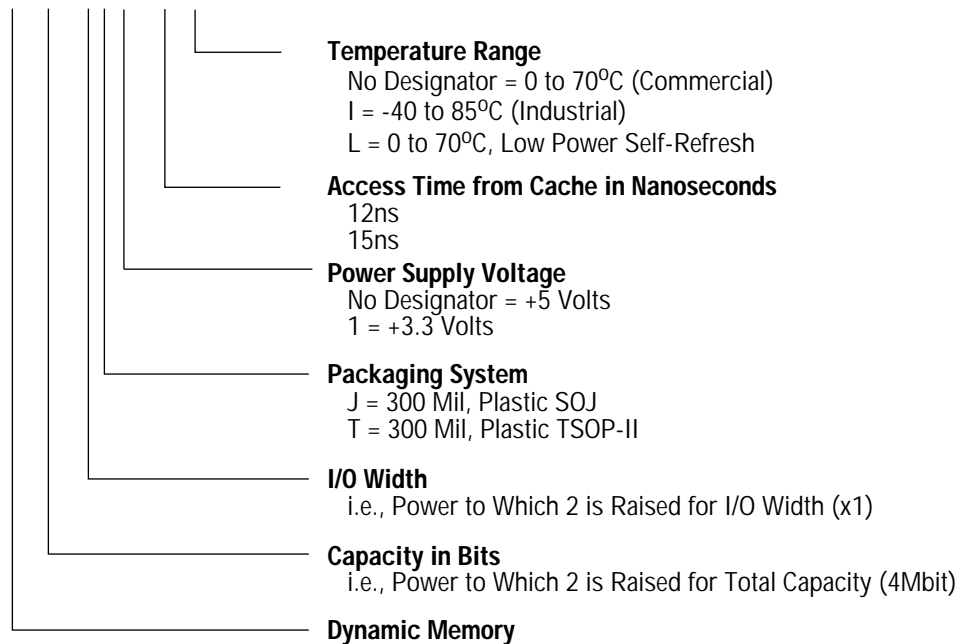 Temperature Range
No Designator = 0 to 70ºC (Commercial)
I = -40 to 85ºC (Industrial)
L = 0 to 70ºC, Low Power Self-Refresh
Access Time from Cache in Nanoseconds
12ns
15ns
Power Supply Voltage
No Designator = +5 Volts
1 = +3.3 Volts
Packaging System
J = 300 Mil, Plastic SOJ
T = 300 Mil, Plastic TSOP-II
I/O Width
i.e., Power to Which 2 is Raised for I/O Width (x1)
Capacity in Bits
i.e., Power to Which 2 is Raised for Total Capacity (4Mbit)
Dynamic Memory